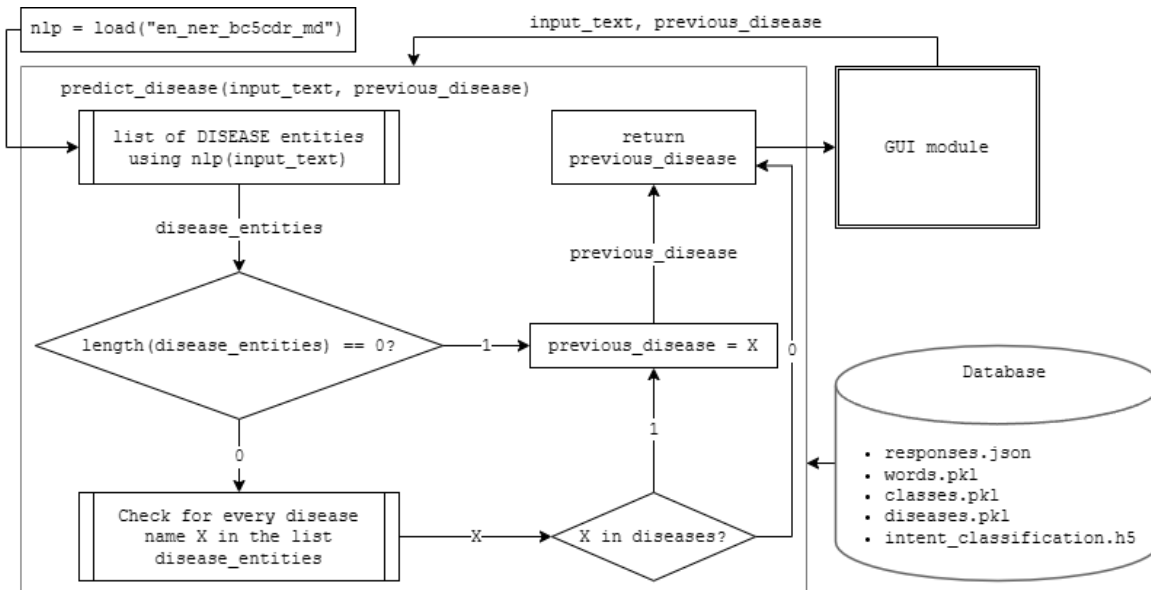 nlp = load("en_ner_bc5cdr_md")
input_text, previous_disease
predict_disease(input_text, previous_disease)
list of DISEASE entities
using nlp(input_text)
return
previous_disease
GUI module
disease_entities
previous_disease
length(disease_entities) == 0?
1
previous_disease = X
0
Database
• responses.json
• words.pkl
• classes.pkl
• diseases.pkl
• intent_classification.h5
1
0
Check for every disease
name X in the list
disease_entities
X
X in diseases?